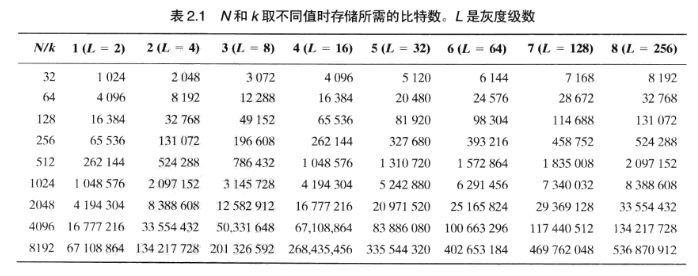 表 2.1 N 和 k 取不同值时存储所需的比特数。L 是灰度级数
N/k 1 (L = 2) 2 (L = 4) 3 (L = 8) 4 (L = 16) 5 (L = 32) 6 (L = 64) 7 (L = 128) 8 (L = 256)
32 1 024 2 048 3 072 4 096 5 120 6 144 7 168 8 192
64 4 096 8 192 12 288 16 384 20 480 24 576 28 672 32 768
128 16 384 32 768 49 152 65 536 81 920 98 304 114 688 131 072
256 65 536 131 072 196 608 262 144 327 680 393 216 458 752 524 288
512 262 144 524 288 786 432 1 048 576 1 310 720 1 572 864 1 835 008 2 097 152
1024 1 048 576 2 097 152 3 145 728 4 194 304 5 242 880 6 291 456 7 340 032 8 388 608
2048 4 194 304 8 388 608 12 582 912 16 777 216 20 971 520 25 165 824 29 369 128 33 554 432
4096 16 777 216 33 554 432 50,331 648 67,108,864 83 886 080 100 663 296 117 440 512 134 217 728
8192 67 108 864 134 217 728 201 326 592 268,435,456 335 544 320 402 653 184 469 762 048 536 870 912